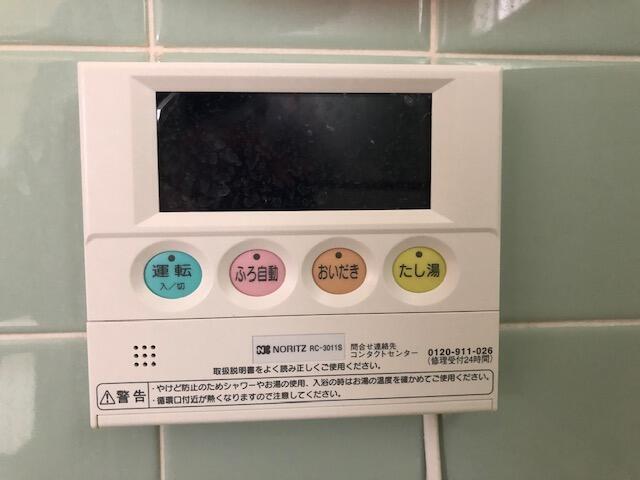 運転
入／切
ふろ自動
おいだき
たし湯
NORITZ RC-3011S
問合せ連絡先
コンタクトセンター
0120-911-026
(修理受付24時間)
取扱説明書をよく読み正しくご使用ください。
警告
・やけど防止のためシャワーやお湯の使用、入浴の時はお湯の温度を確かめてご使用ください。
・循環口付近が熱くなりますので注意してください。